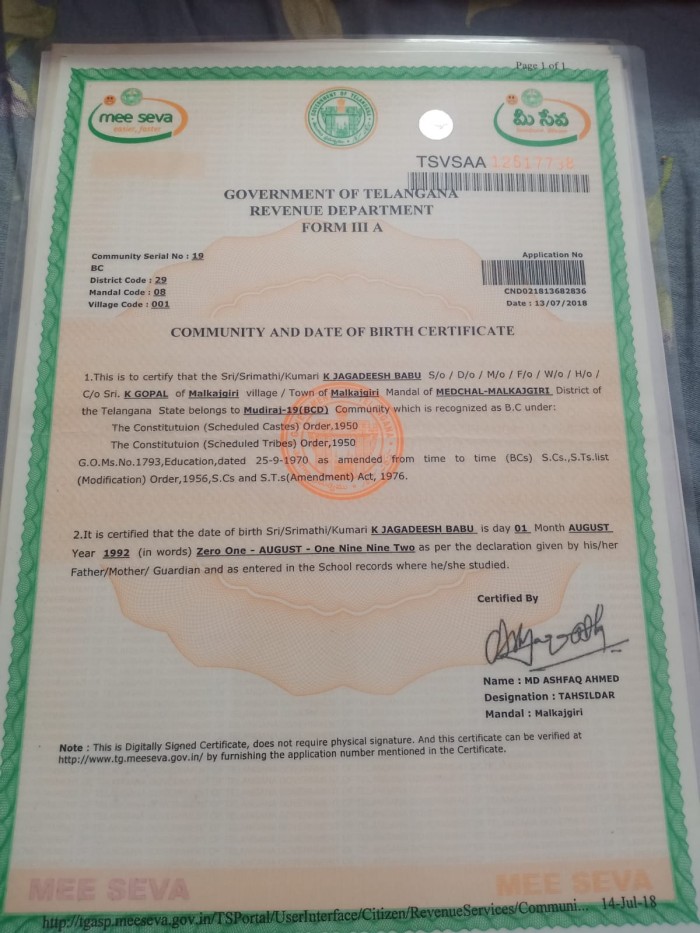 Page 1 of 1
mee seva
easier, faster
GOVERNMENT OF TELANGANA
మీ సేవ
TSVSAA 12517738
GOVERNMENT OF TELANGANA
REVENUE DEPARTMENT
FORM III A
Community Serial No : 19
BC
District Code : 29
Mandal Code : 08
Village Code : 001
Application No
CND021813682836
Date : 13/07/2018
COMMUNITY AND DATE OF BIRTH CERTIFICATE
1.This is to certify that the Sri/Srimathi/Kumari K JAGADEESH BABU S/o / D/o / M/o / F/o / W/o / H/o /
C/o Sri. K GOPAL of Malkajgiri village / Town of Malkajgiri Mandal of MEDCHAL-MALKAJGIRI District of
the Telangana State belongs to Mudiraj-19(BCD) Community which is recognized as B.C under:
The Constitutuion (Scheduled Castes) Order,1950
The Constitutuion (Scheduled Tribes) Order,1950
G.O.Ms.No.1793,Education,dated 25-9-1970 as amended from time to time (BCs) S.Cs.,S.Ts.list
(Modification) Order,1956,S.Cs and S.T.s(Amendment) Act, 1976.
2.It is certified that the date of birth Sri/Srimathi/Kumari K JAGADEESH BABU is day 01 Month AUGUST
Year 1992 (in words) Zero One - AUGUST - One Nine Nine Two as per the declaration given by his/her
Father/Mother/ Guardian and as entered in the School records where he/she studied.
Certified By
Name : MD ASHFAQ AHMED
Designation : TAHSILDAR
Mandal : Malkajgiri
Note : This is Digitally Signed Certificate, does not require physical signature. And this certificate can be verified at
http://www.tg.meeseva.gov.in/ by furnishing the application number mentioned in the Certificate.
MEE SEVA
MEE SEVA
http://tgasp.meeseva.gov.in/TSPortal/UserInterface/Citizen/RevenueServices/Communi... 14-Jul-18